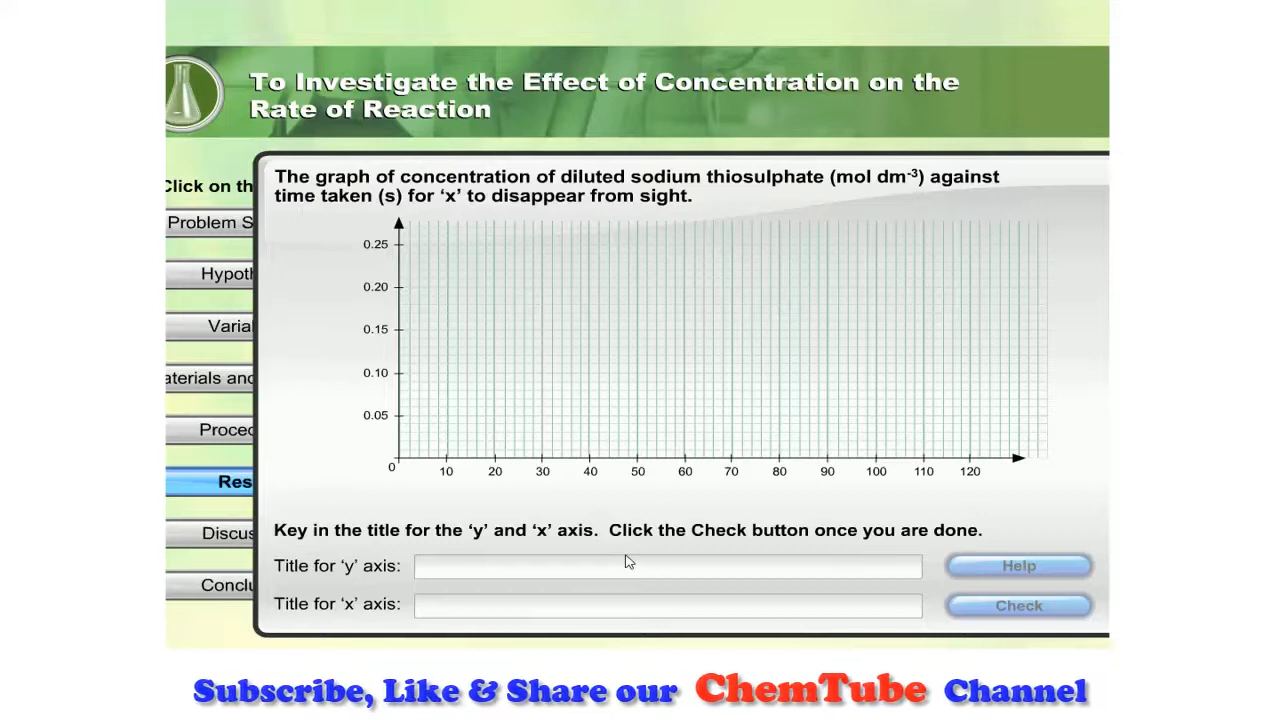 To Investigate the Effect of Concentration on the
Rate of Reaction
Click on th
The graph of concentration of diluted sodium thiosulphate (mol dm⁻³) against
time taken (s) for ‘x’ to disappear from sight.
Problem S
Hypoth
Varial
aterials and
Proced
Res
Discus
Conclu
0.25
0.20
0.15
0.10
0.05
0
10 20 30 40 50 60 70 80 90 100 110 120
Key in the title for the ‘y’ and ‘x’ axis. Click the Check button once you are done.
Title for ‘y’ axis: Help
Title for ‘x’ axis: Check
Subscribe, Like & Share our ChemTube Channel